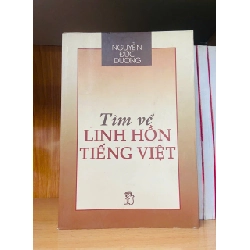 NGUYỄN
ĐỨC
DƯƠNG
Tìm về
LINH HỒN
TIẾNG VIỆT